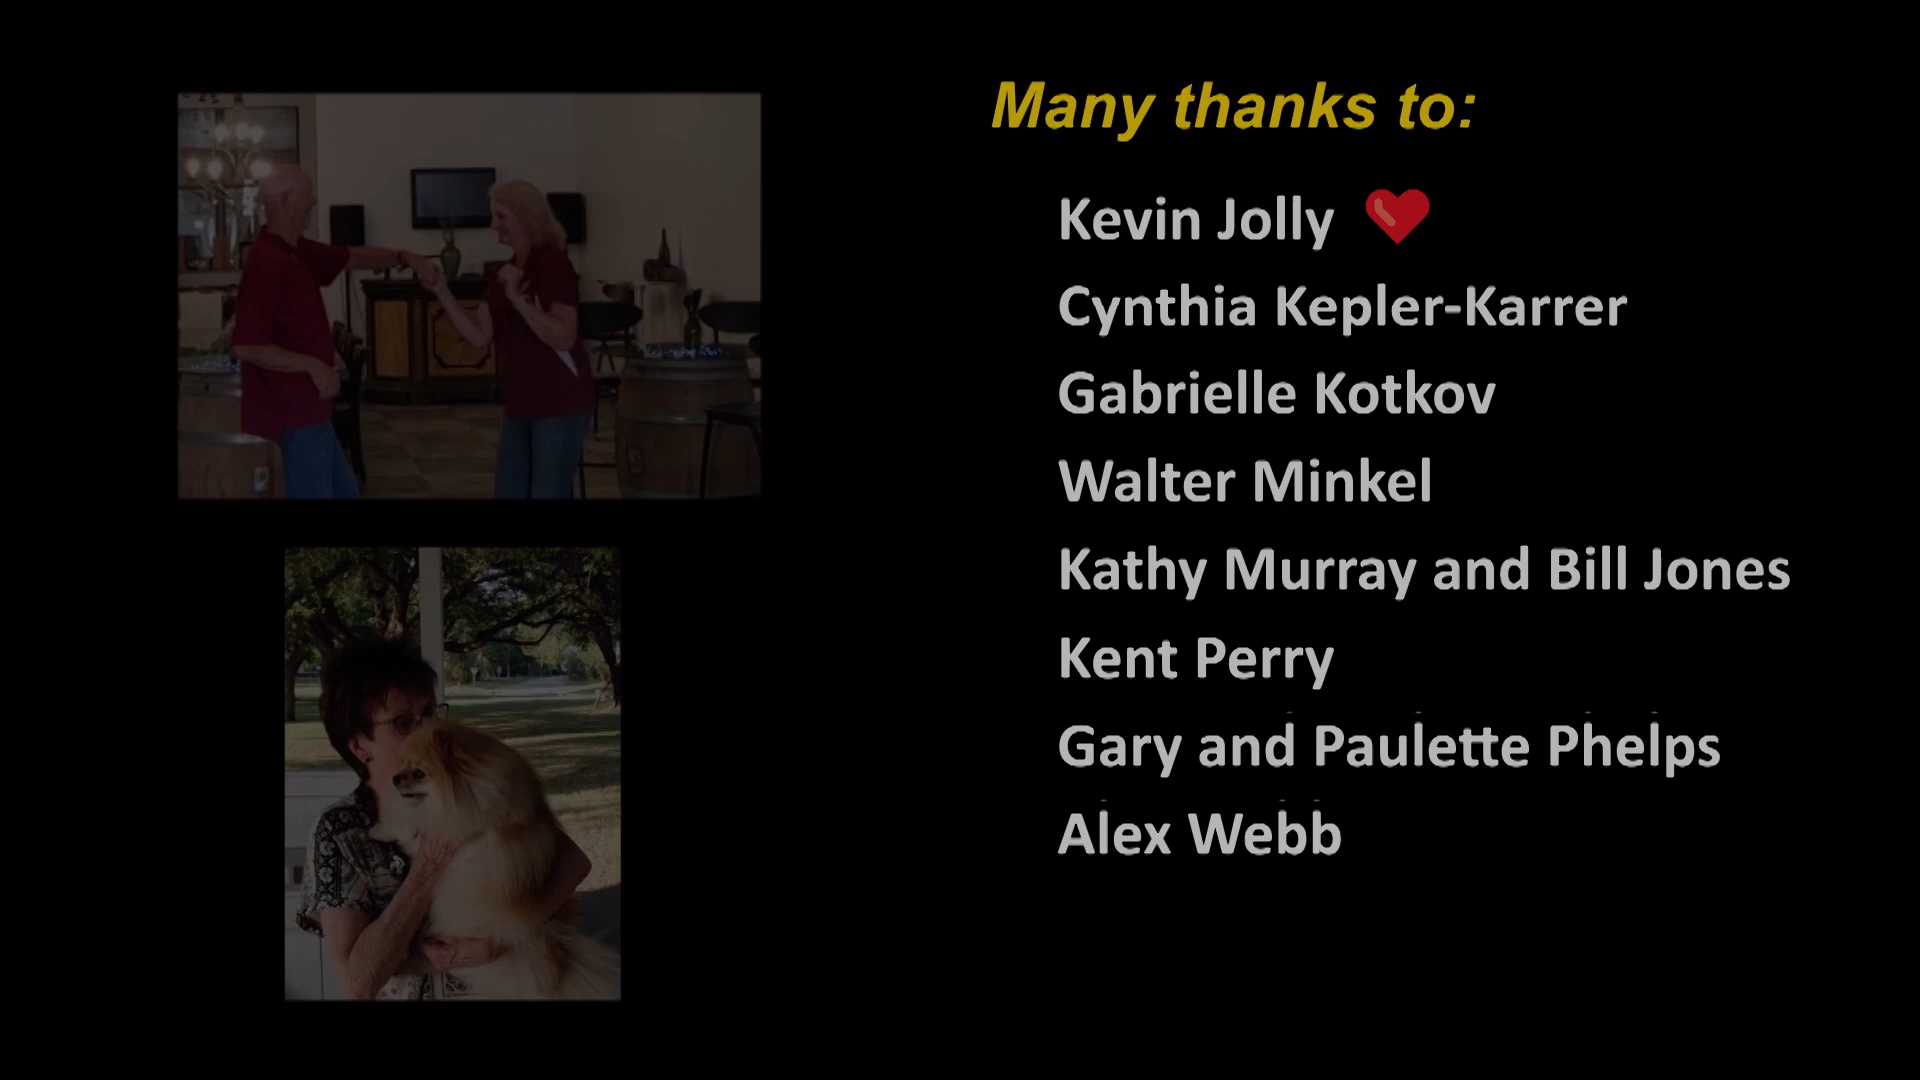 Many thanks to:
Kevin Jolly ❤
Cynthia Kepler-Karrer
Gabrielle Kotkov
Walter Minkel
Kathy Murray and Bill Jones
Kent Perry
Gary and Paulette Phelps
Alex Webb